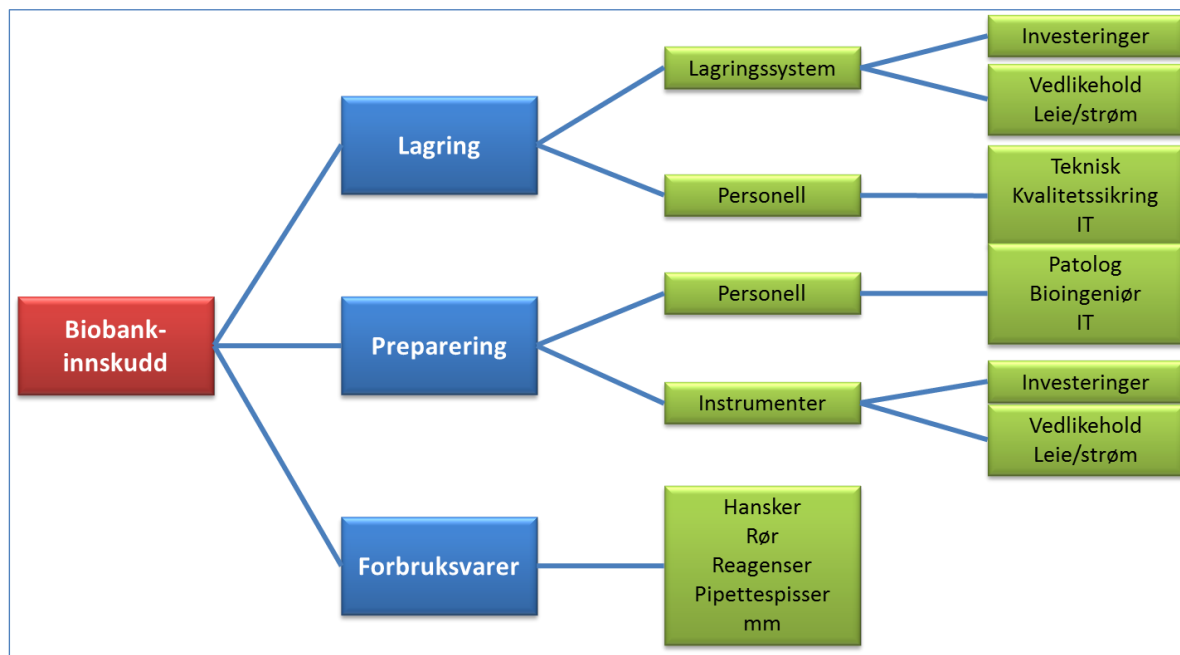 Biobank-
innskudd
Lagring
Lagringssystem
Investeringer
Vedlikehold
Leie/strøm
Personell
Teknisk
Kvalitetssikring
IT
Preparering
Personell
Patolog
Bioingeniør
IT
Instrumenter
Investeringer
Vedlikehold
Leie/strøm
Forbruksvarer
Hansker
Rør
Reagenser
Pipettespisser
mm